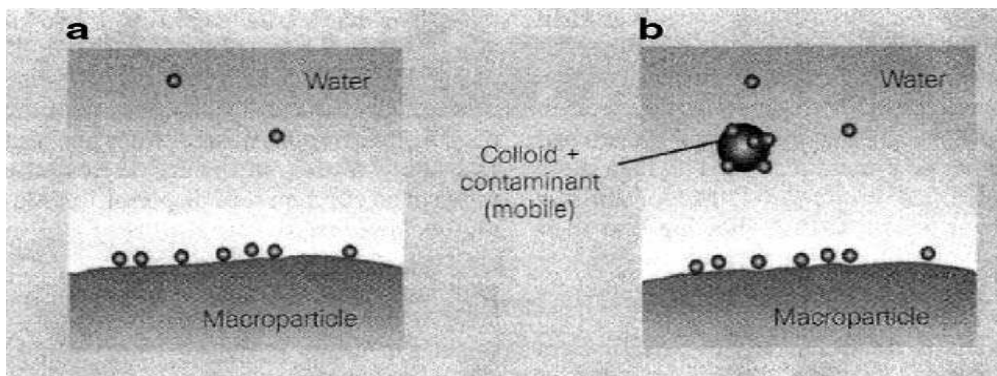 a
Water
Macroparticle
Colloid +
contaminant
(mobile)
b
Water
Macroparticle